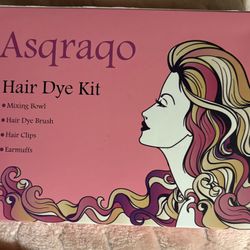 Asqraqo
Hair Dye Kit
• Mixing Bowl
• Hair Dye Brush
• Hair Clips
• Earmuffs